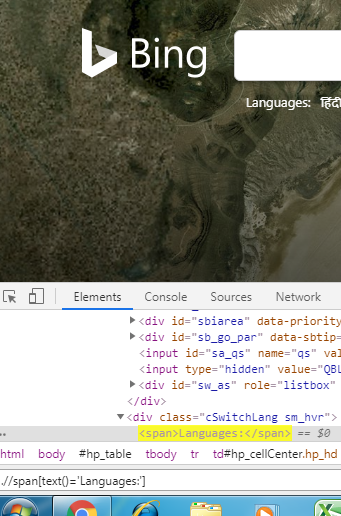 Bing
Languages: हिंदी
Elements Console Sources Network
<div id="sbiarea" data-priority
<div id="sb_go_par" data-sbtip=
<input id="sa_qs" name="qs" val
<input type="hidden" value="QBL
<div id="sw_as" role="listbox"
</div>
<div class="cSwitchLang sm_hvr">
… <span>Languages:</span> == $0
html body #hp_table tbody tr td#hp_cellCenter.hp_hd
.//span[text()='Languages:']